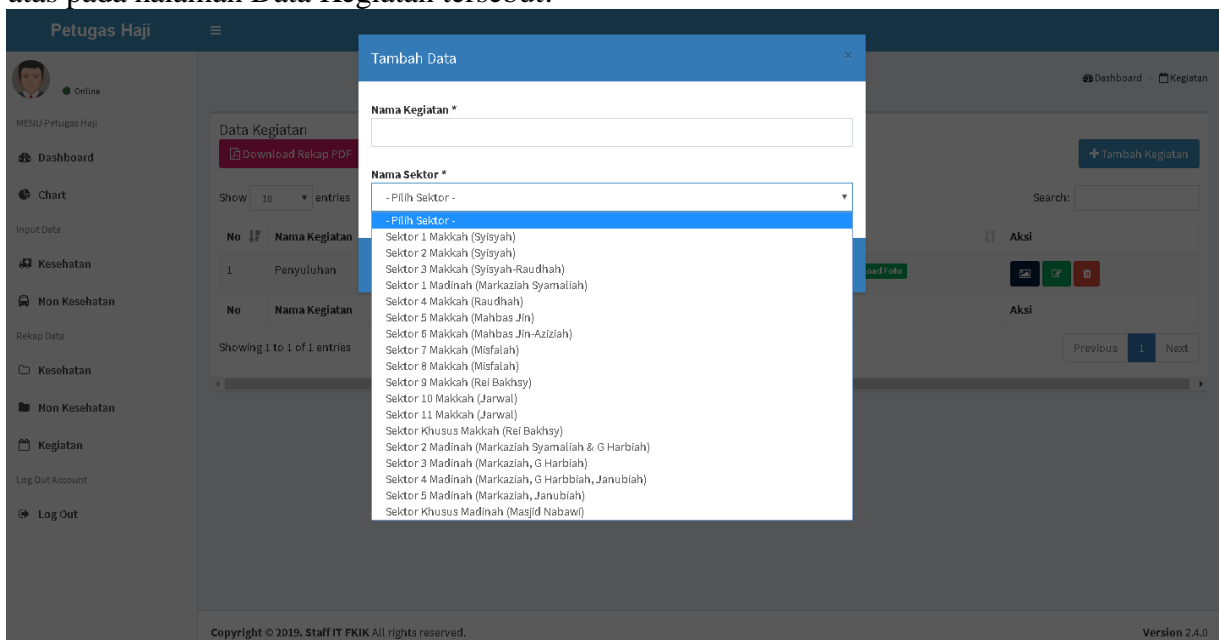 atas pada halaman Data Kegiatan tersebut.
Petugas Haji
Tambah Data
×
Online
Dashboard
Kegiatan
MENU Petugas Haji
Nama Kegiatan *
Data Kegiatan
Download Rekap PDF
Tambah Kegiatan
Dashboard
Nama Sektor *
Chart
Show 10 entries
- Pilih Sektor -
Search:
- Pilih Sektor -
Input Data
No Nama Kegiatan
Sektor 1 Makkah (Syisyah)
Aksi
Sektor 2 Makkah (Syisyah)
Kesehatan
1 Penyuluhan
Sektor 3 Makkah (Syisyah-Raudhah)
oad Foto
Sektor 1 Madinah (Markaziah Syamaliah)
Non Kesehatan
Sektor 4 Makkah (Raudhah)
No Nama Kegiatan
Aksi
Sektor 5 Makkah (Mahbas Jin)
Sektor 6 Makkah (Mahbas Jin-Aziziah)
Rekap Data
Showing 1 to 1 of 1 entries
Sektor 7 Makkah (Misfalah)
Previous 1 Next
Sektor 8 Makkah (Misfalah)
Kesehatan
Sektor 9 Makkah (Rei Bakhsy)
Sektor 10 Makkah (Jarwal)
Non Kesehatan
Sektor 11 Makkah (Jarwal)
Sektor Khusus Makkah (Rei Bakhsy)
Kegiatan
Sektor 2 Madinah (Markaziah Syamaliah & G Harbiah)
Sektor 3 Madinah (Markaziah, G Harbiah)
Log Out Account
Sektor 4 Madinah (Markaziah, G Harbbiah, Janubiah)
Sektor 5 Madinah (Markaziah, Janubiah)
Log Out
Sektor Khusus Madinah (Masjid Nabawi)
Copyright © 2019. Staff IT FKIK All rights reserved.
Version 2.4.0